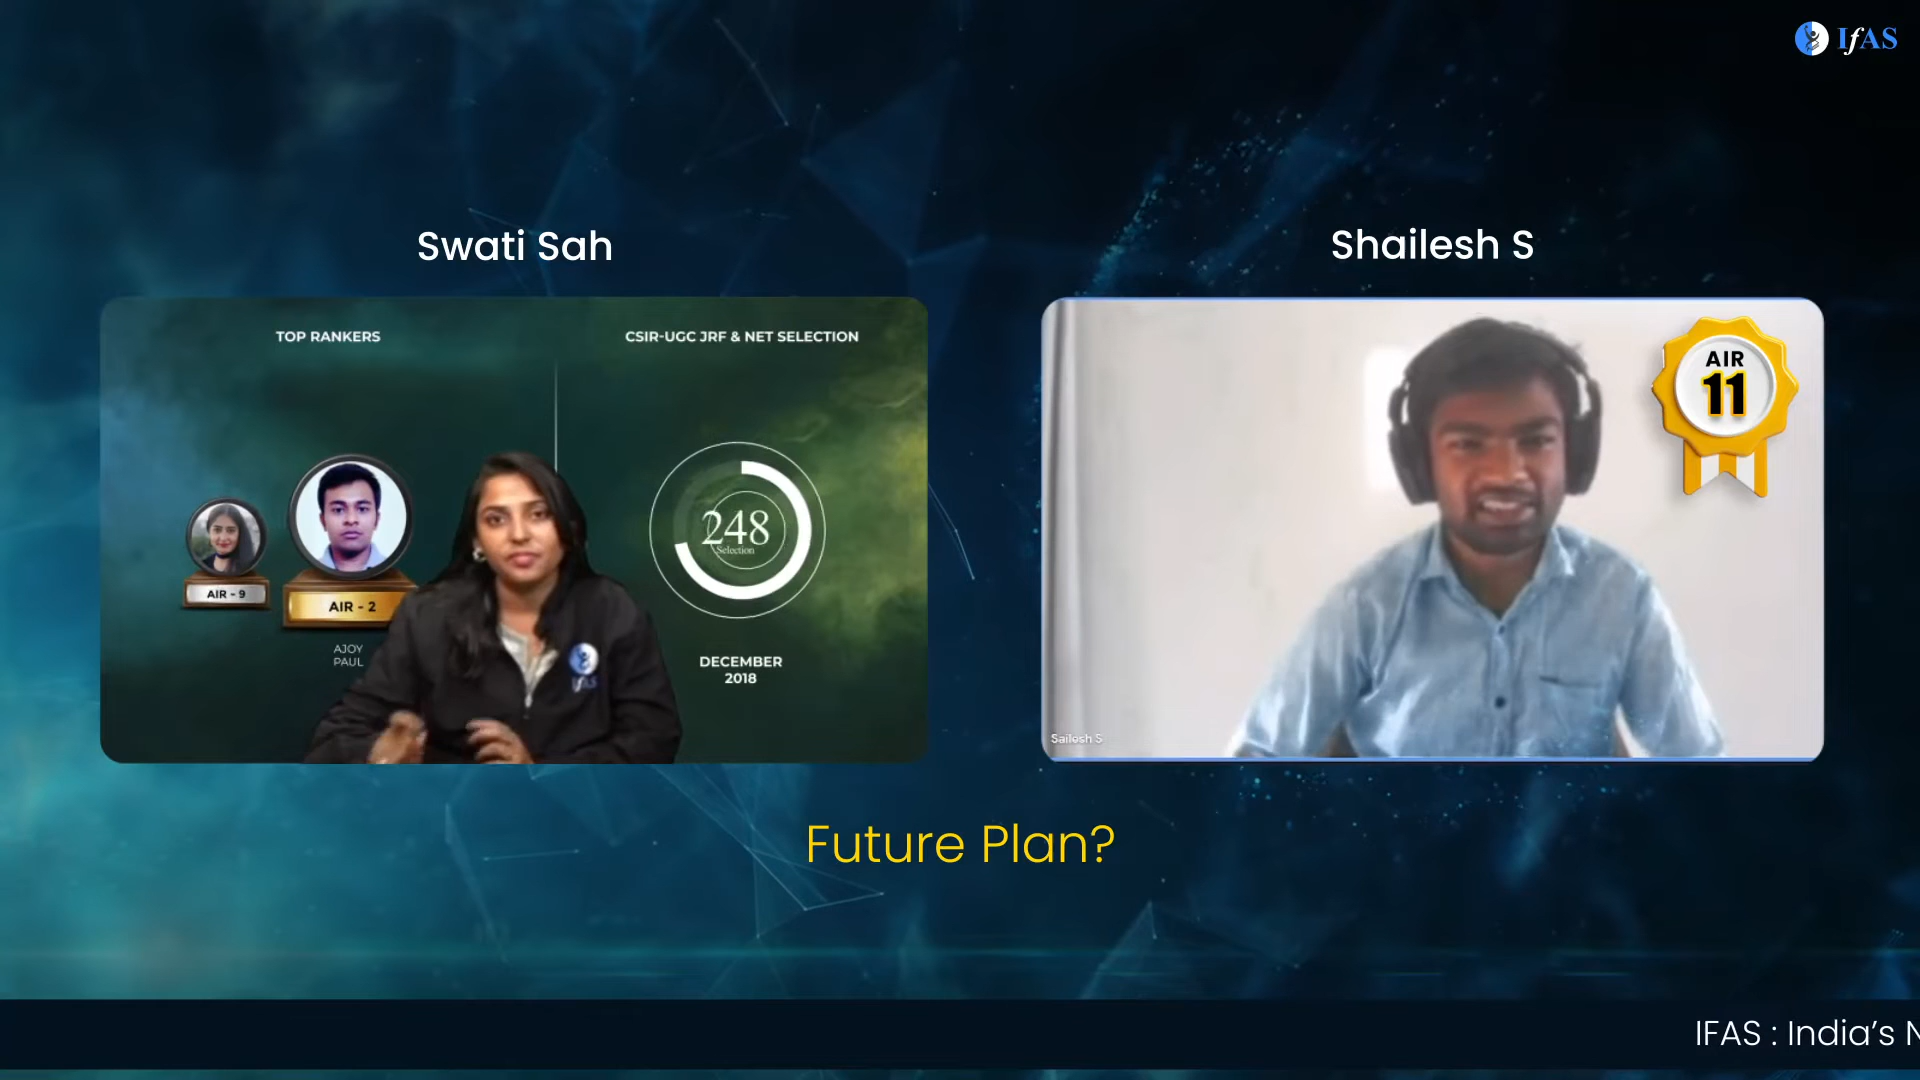 IfAS
Swati Sah
Shailesh S
TOP RANKERS
CSIR-UGC JRF & NET SELECTION
AIR
11
248
Selection
AIR - 9
AIR - 2
AJOY
PAUL
IfAS
DECEMBER
2018
Sailesh S
Future Plan?
IFAS : India’s N